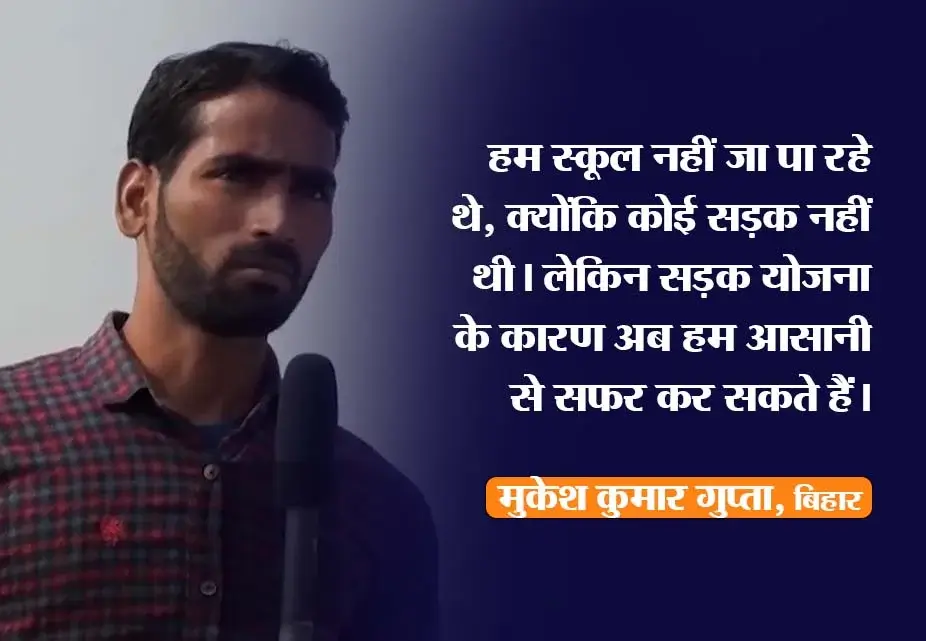 हम स्कूल नहीं जा पा रहे
थे, क्योंकि कोई सड़क नहीं
थी। लेकिन सड़क योजना
के कारण अब हम आसानी
से सफर कर सकते हैं।
मुकेश कुमार गुप्ता, बिहार